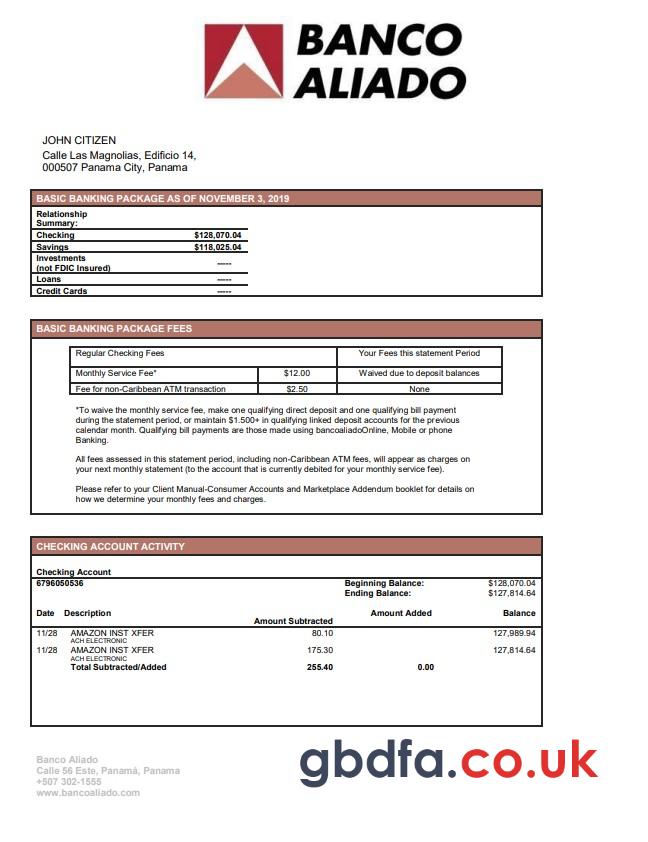 BANCO
ALIADO
JOHN CITIZEN
Calle Las Magnolias, Edificio 14,
000507 Panama City, Panama
BASIC BANKING PACKAGE AS OF NOVEMBER 3, 2019
Relationship
Summary:
Checking $128,070.04
Savings $118,025.04
Investments
(not FDIC Insured) -----
Loans -----
Credit Cards -----
BASIC BANKING PACKAGE FEES
Regular Checking Fees Your Fees this statement Period
Monthly Service Fee* $12.00 Waived due to deposit balances
Fee for non-Caribbean ATM transaction $2.50 None
*To waive the monthly service fee, make one qualifying direct deposit and one qualifying bill payment
during the statement period, or maintain $1.500+ in qualifying linked deposit accounts for the previous
calendar month. Qualifying bill payments are those made using bancoaliadoOnline, Mobile or phone
Banking.
All fees assessed in this statement period, including non-Caribbean ATM fees, will appear as charges on
your next monthly statement (to the account that is currently debited for your monthly service fee).
Please refer to your Client Manual-Consumer Accounts and Marketplace Addendum booklet for details on
how we determine your monthly fees and charges.
CHECKING ACCOUNT ACTIVITY
Checking Account
6796050536 Beginning Balance: $128,070.04
Ending Balance: $127,814.64
Date Description Amount Subtracted Amount Added Balance
11/28 AMAZON INST XFER 80.10 127,989.94
ACH ELECTRONIC
11/28 AMAZON INST XFER 175.30 127,814.64
ACH ELECTRONIC
Total Subtracted/Added 255.40 0.00
Banco Aliado
Calle 56 Este, Panamá, Panama
+507 302-1555
www.bancoaliado.com
gbdfa.co.uk